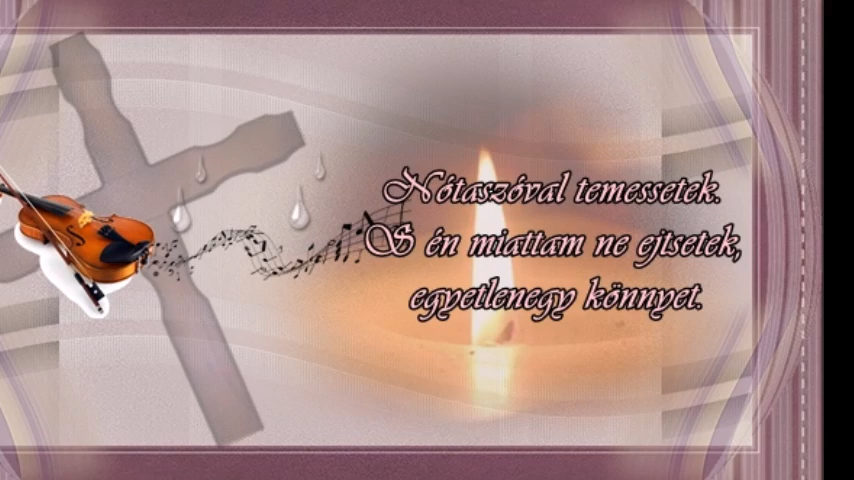 Nótaszóval temessetek.
S én miattam ne ejtsetek,
egyetlenegy könnyet.